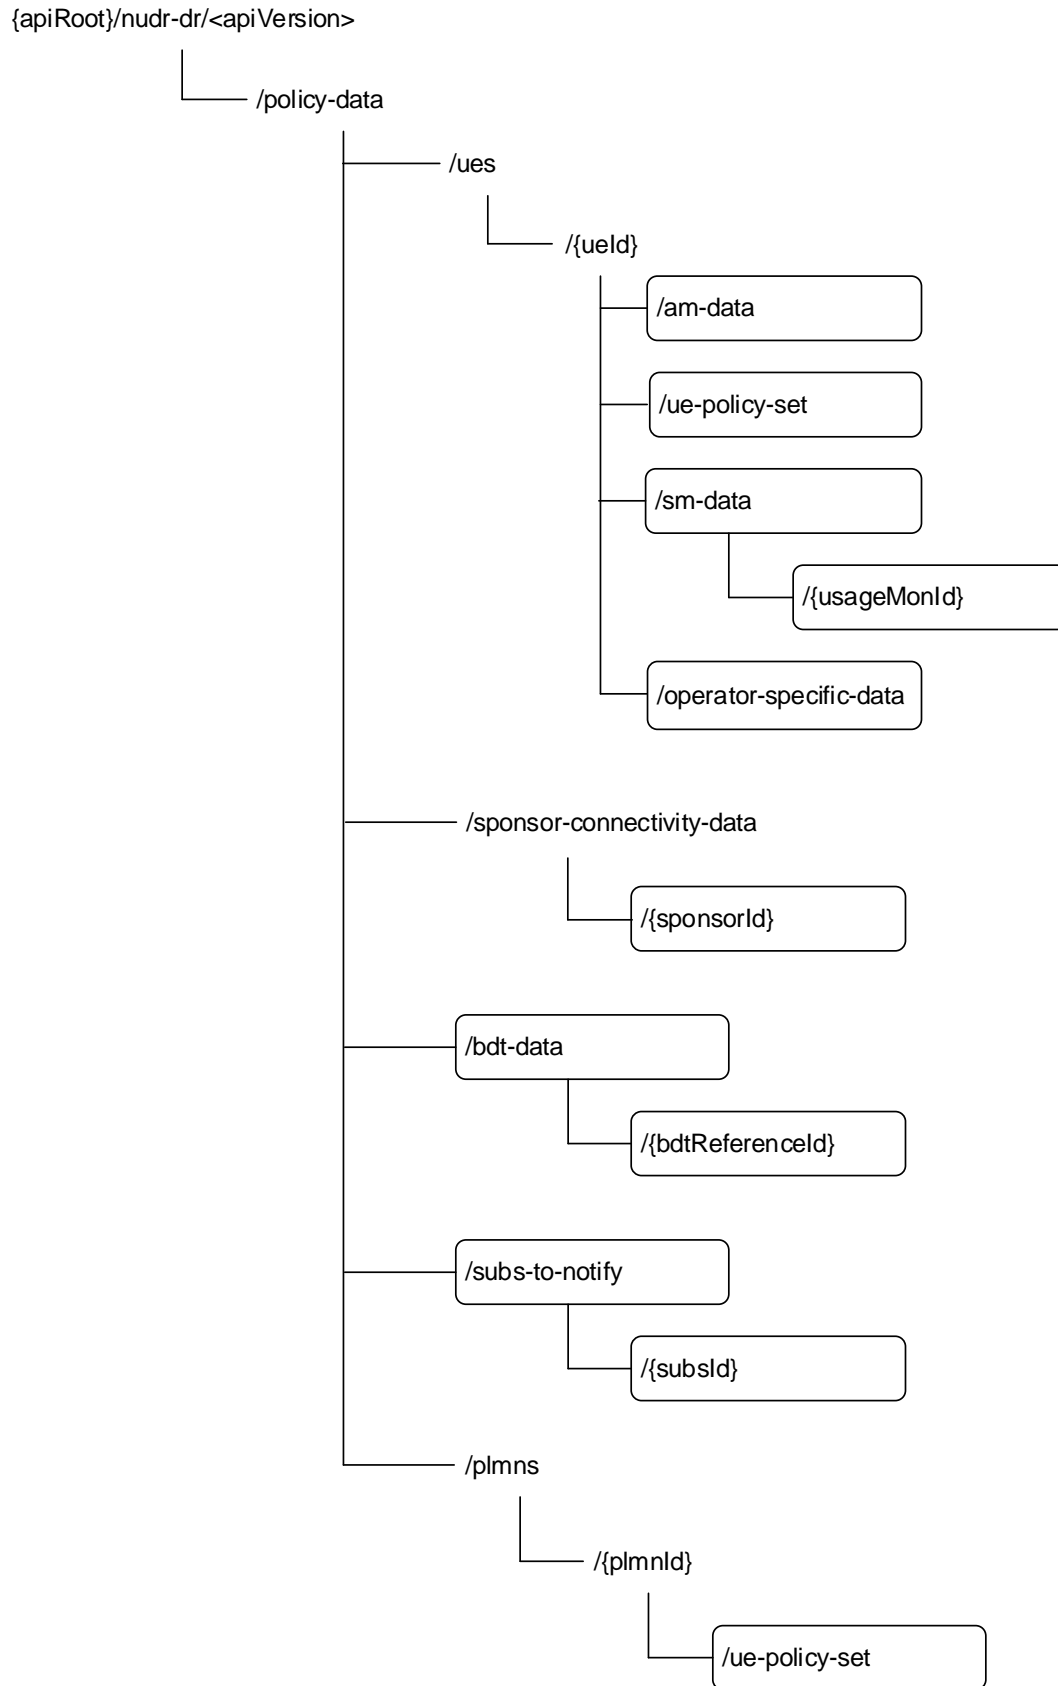 {apiRoot}/nudr-dr/<apiVersion>
/policy-data
/ues
/{ueId}
/am-data
/ue-policy-set
/sm-data
/{usageMonId}
/operator-specific-data
/sponsor-connectivity-data
/{sponsorId}
/bdt-data
/{bdtReferenceId}
/subs-to-notify
/{subsId}
/plmns
/{plmnId}
/ue-policy-set